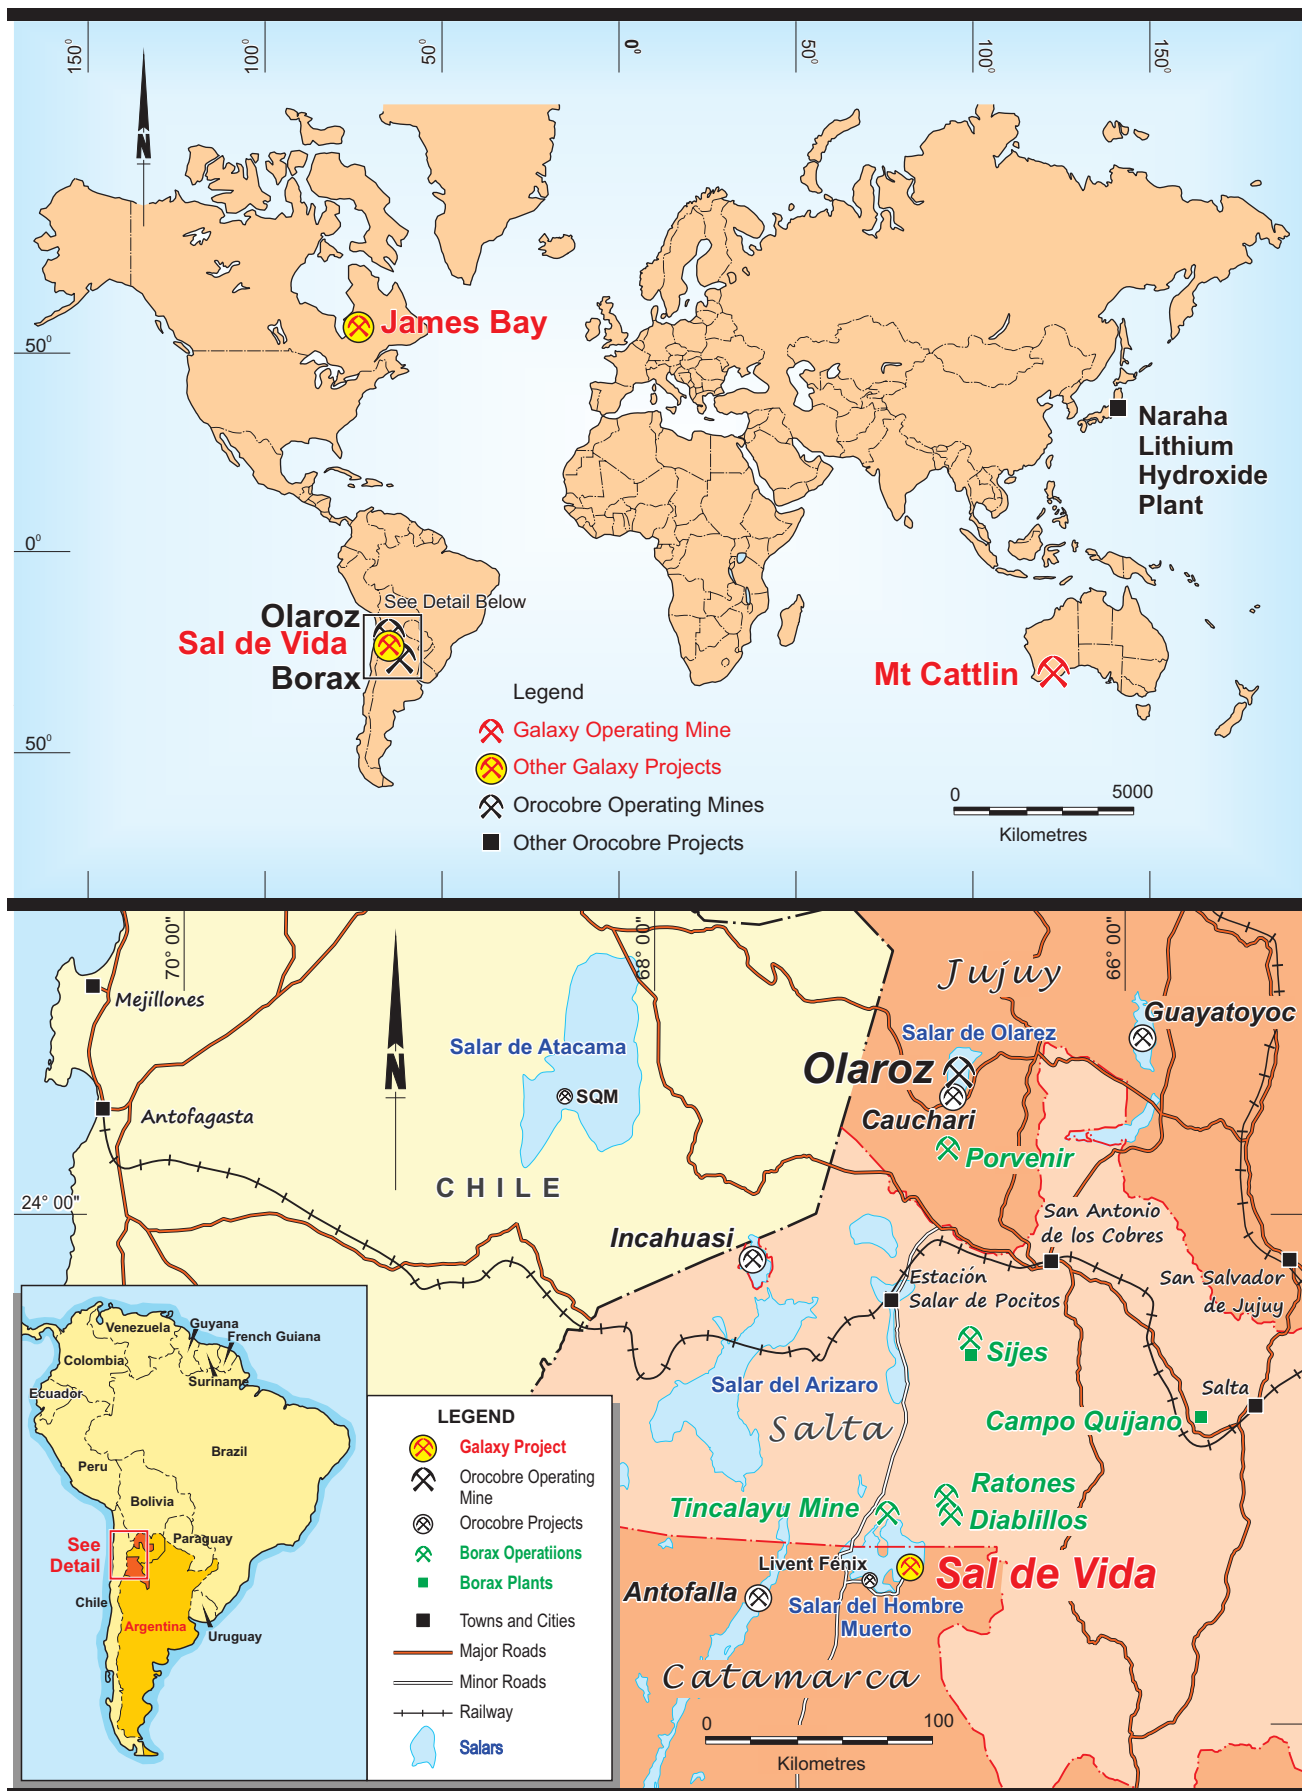 150°
100°
50°
0°
50°
100°
150°
N
James Bay
50°
Naraha
Lithium
Hydroxide
Plant
0°
See Detail Below
Olaroz
Sal de Vida
Borax
Mt Cattlin
50°
Legend
Galaxy Operating Mine
Other Galaxy Projects
Orocobre Operating Mines
Other Orocobre Projects
0 5000
Kilometres
70° 00"
68° 00"
66° 00"
Jujuy
Mejillones
Guayatoyoc
Salar de Olarez
Salar de Atacama
N
Olaroz
SQM
Antofagasta
Cauchari
Porvenir
CHILE
24° 00"
San Antonio
de los Cobres
Incahuasi
Estación
Salar de Pocitos
San Salvador
de Jujuy
Sijes
Salar del Arizaro
Salta
Salta
Campo Quijano
Ratones
Tincalayu Mine
Diablillos
Livent Fénix
Sal de Vida
Antofalla
Salar del Hombre
Muerto
Catamarca
0 100
Kilometres
Venezuela
Guyana
French Guiana
Colombia
Suriname
Ecuador
Brazil
Peru
Bolivia
See
Detail
Paraguay
Chile
Argentina
Uruguay
LEGEND
Galaxy Project
Orocobre Operating
Mine
Orocobre Projects
Borax Operatiions
Borax Plants
Towns and Cities
Major Roads
Minor Roads
Railway
Salars